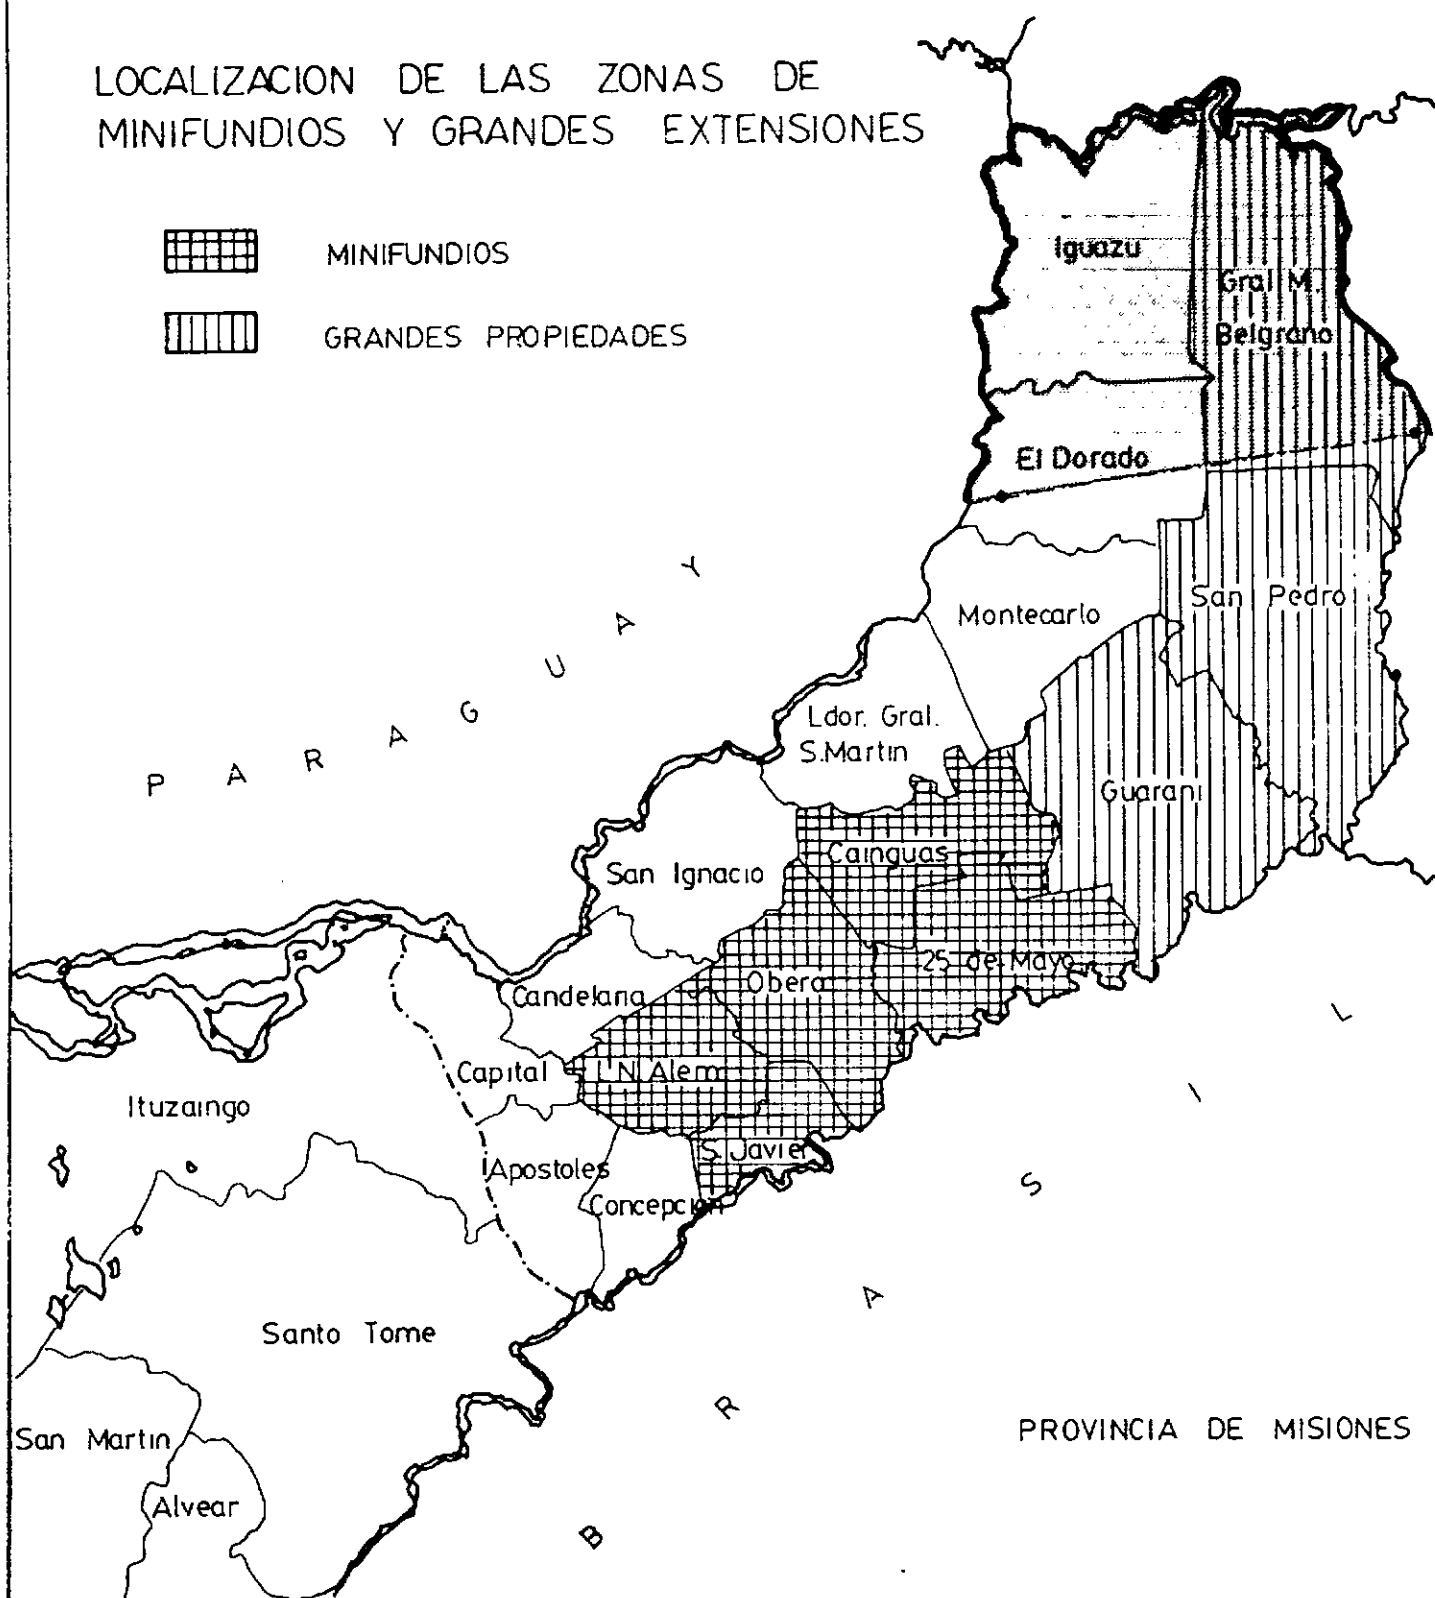 LOCALIZACION DE LAS ZONAS DE
MINIFUNDIOS Y GRANDES EXTENSIONES
MINIFUNDIOS
GRANDES PROPIEDADES
Iguazu
Gral M.
Belgrano
El Dorado
San Pedro
Montecarlo
Ldor. Gral.
S.Martin
Guarani
Cainguas
San Ignacio
25 de Mayo
Obera
Candelaria
Capital
L N Alem
Ituzaingo
S. Javier
Apostoles
Concepcion
Santo Tome
San Martin
Alvear
PARAGUAY
BRASIL
PROVINCIA DE MISIONES